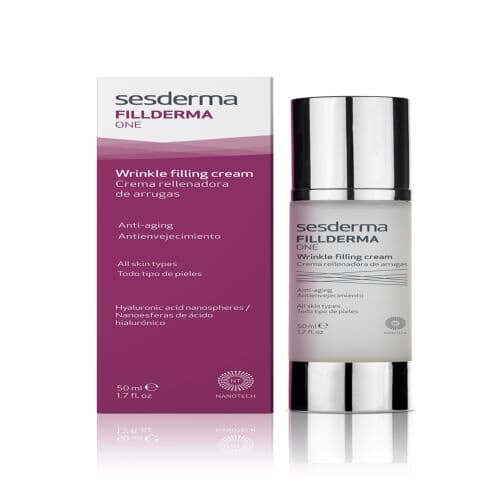 sesderma
FILLDERMA
ONE
Wrinkle filling cream
Crema rellenadora
de arrugas
Anti-aging
Antienvejecimiento
All skin types
Todo tipo de pieles
Hyaluronic acid nanospheres /
Nanoesferas de ácido
hialurónico
50 ml ℮
1.7 fl. oz
NT
NANOTECH
sesderma
FILLDERMA
ONE
Wrinkle filling cream
Crema rellenadora de arrugas
Anti-aging
Antienvejecimiento
All skin types
Todo tipo de pieles
50 ml ℮
1.7 fl. oz
NT
NANOTECH